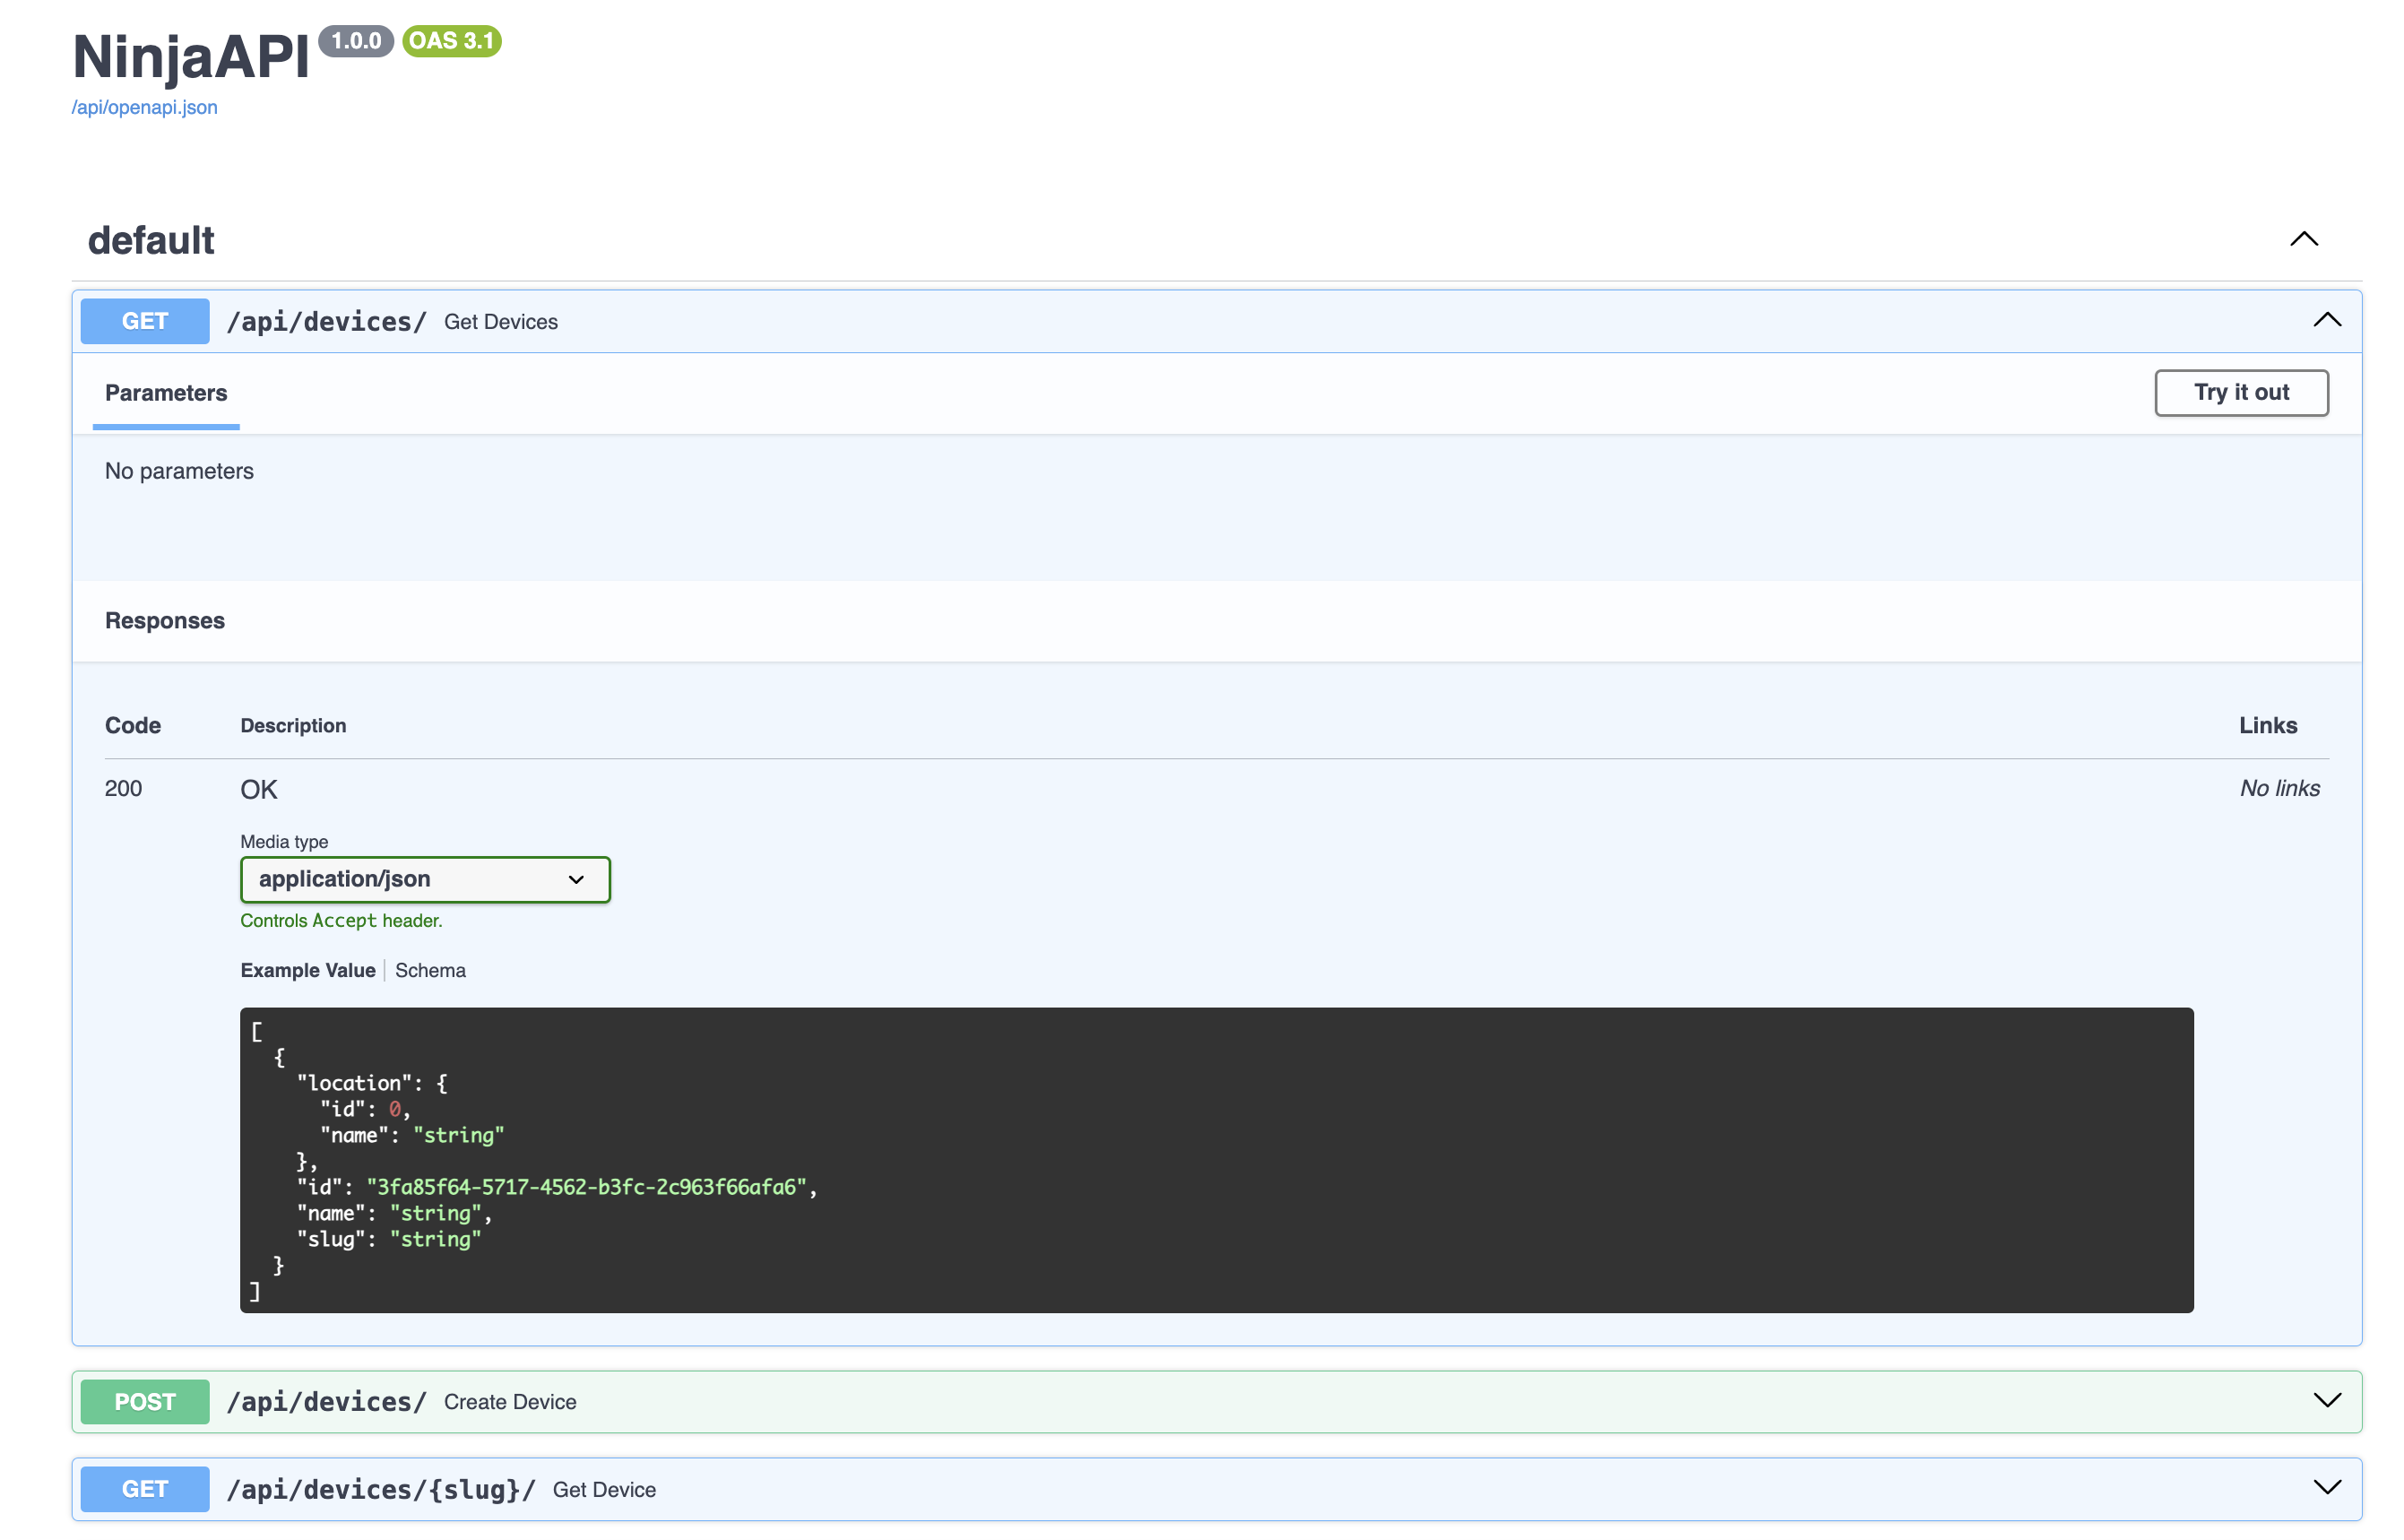 NinjaAPI 1.0.0 OAS 3.1
/api/openapi.json
default
GET /api/devices/ Get Devices
Parameters Try it out
No parameters
Responses
Code Description Links
200 OK No links
Media type
application/json
Controls Accept header.
Example Value Schema
[
  {
    "location": {
      "id": 0,
      "name": "string"
    },
    "id": "3fa85f64-5717-4562-b3fc-2c963f66afa6",
    "name": "string",
    "slug": "string"
  }
]
POST /api/devices/ Create Device
GET /api/devices/{slug}/ Get Device